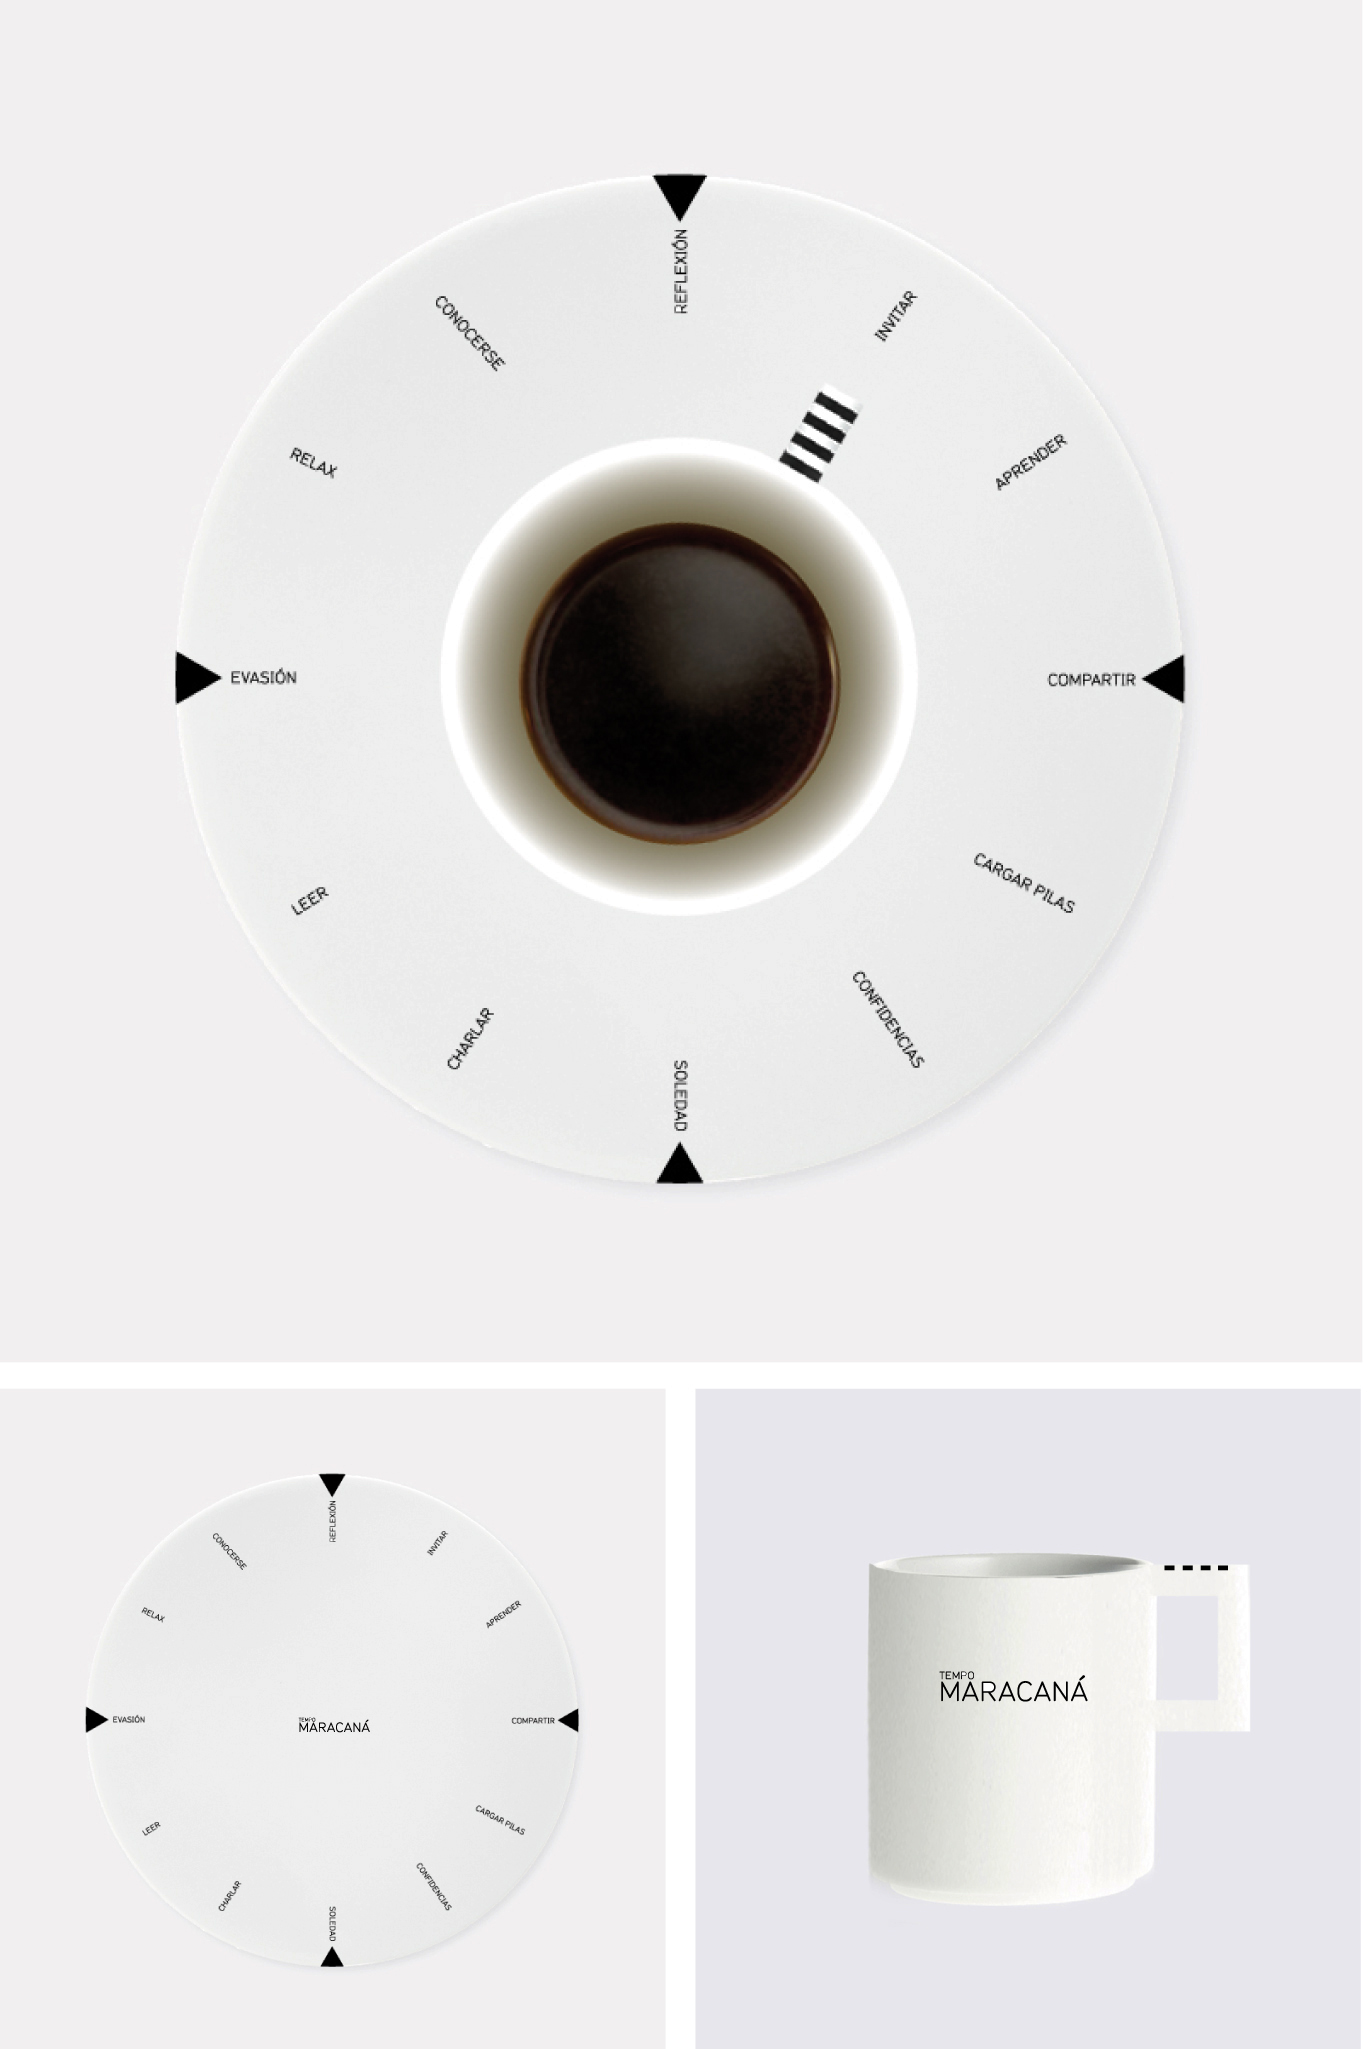 REFLEXIÓN
INVITAR
APRENDER
COMPARTIR
CARGAR PILAS
CONFIDENCIAS
SOLEDAD
CHARLAR
LEER
EVASIÓN
RELAX
CONOCERSE
REFLEXIÓN
INVITAR
APRENDER
COMPARTIR
CARGAR PILAS
CONFIDENCIAS
SOLEDAD
CHARLAR
LEER
EVASIÓN
RELAX
CONOCERSE
TEMPO
MARACANÁ
TEMPO
MARACANÁ